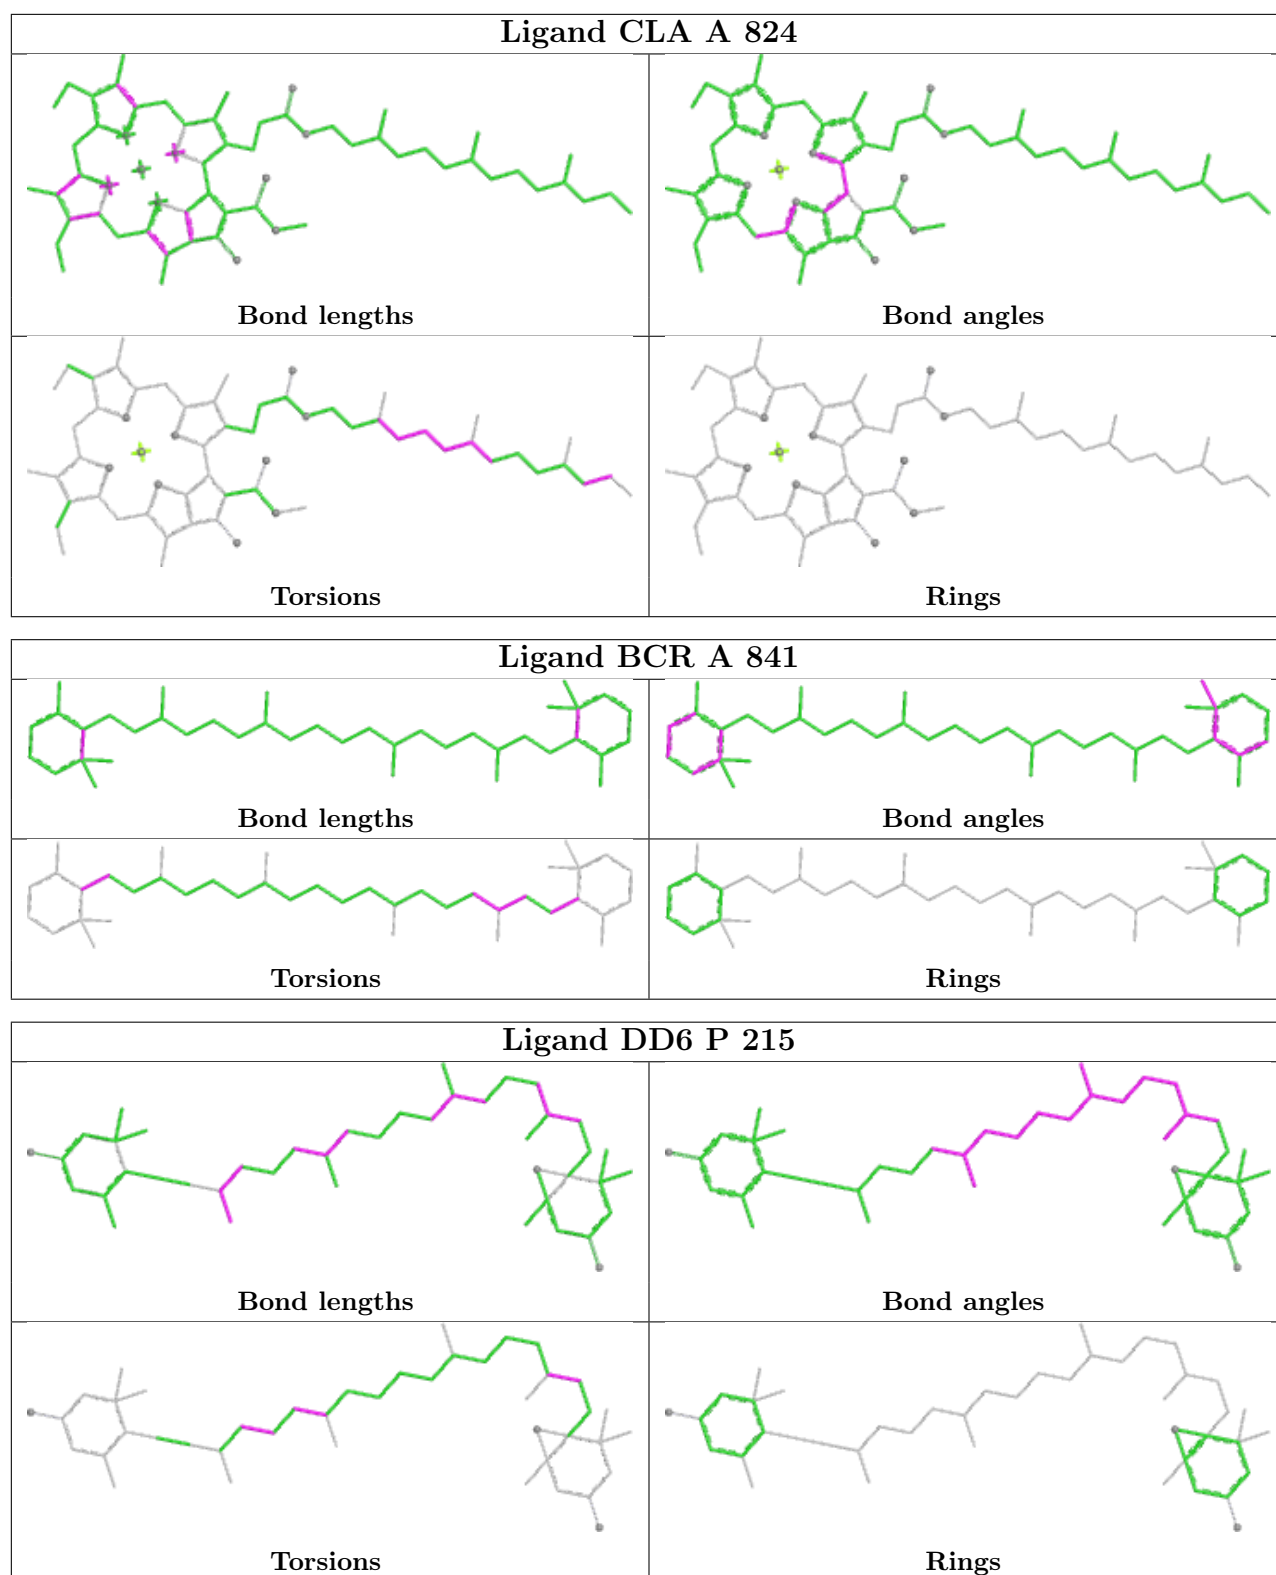 Ligand CLA A 824
Bond lengths
Bond angles
Torsions
Rings
Ligand BCR A 841
Bond lengths
Bond angles
Torsions
Rings
Ligand DD6 P 215
Bond lengths
Bond angles
Torsions
Rings